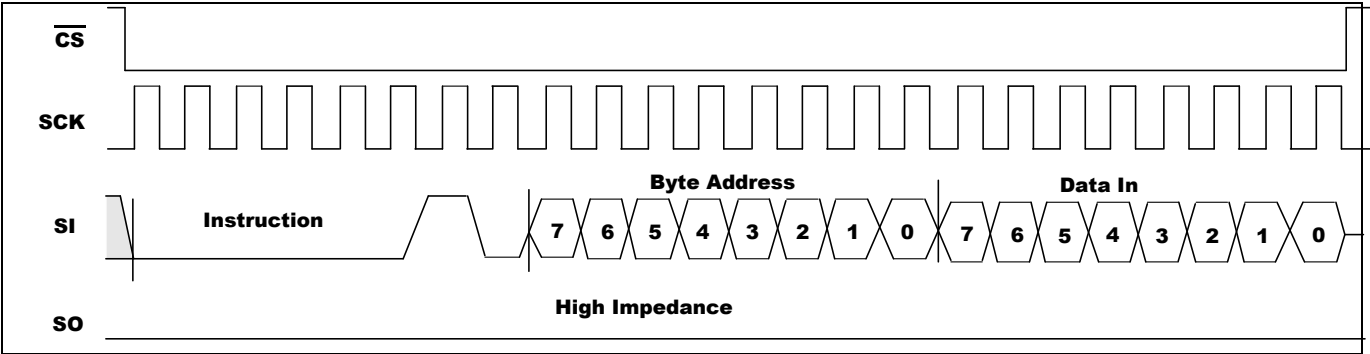 CS
SCK
Byte Address Data In
SI Instruction 7 6 5 4 3 2 1 0 7 6 5 4 3 2 1 0
High Impedance
SO